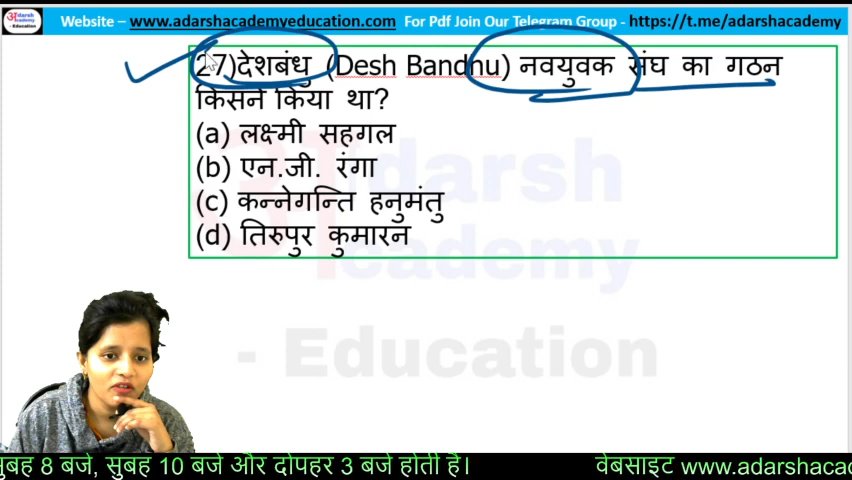 Website – www.adarshacademyeducation.com For Pdf Join Our Telegram Group - https://t.me/adarshacademy
27)देशबंधु (Desh Bandhu) नवयुवक संघ का गठन
किसने किया था?
(a) लक्ष्मी सहगल
(b) एन.जी. रंगा
(c) कन्नेगन्ति हनुमंतु
(d) तिरुपुर कुमारन
adarsh
academy
- Education
सुबह 8 बजे, सुबह 10 बजे और दोपहर 3 बजे होती है। वेबसाइट www.adarshacad